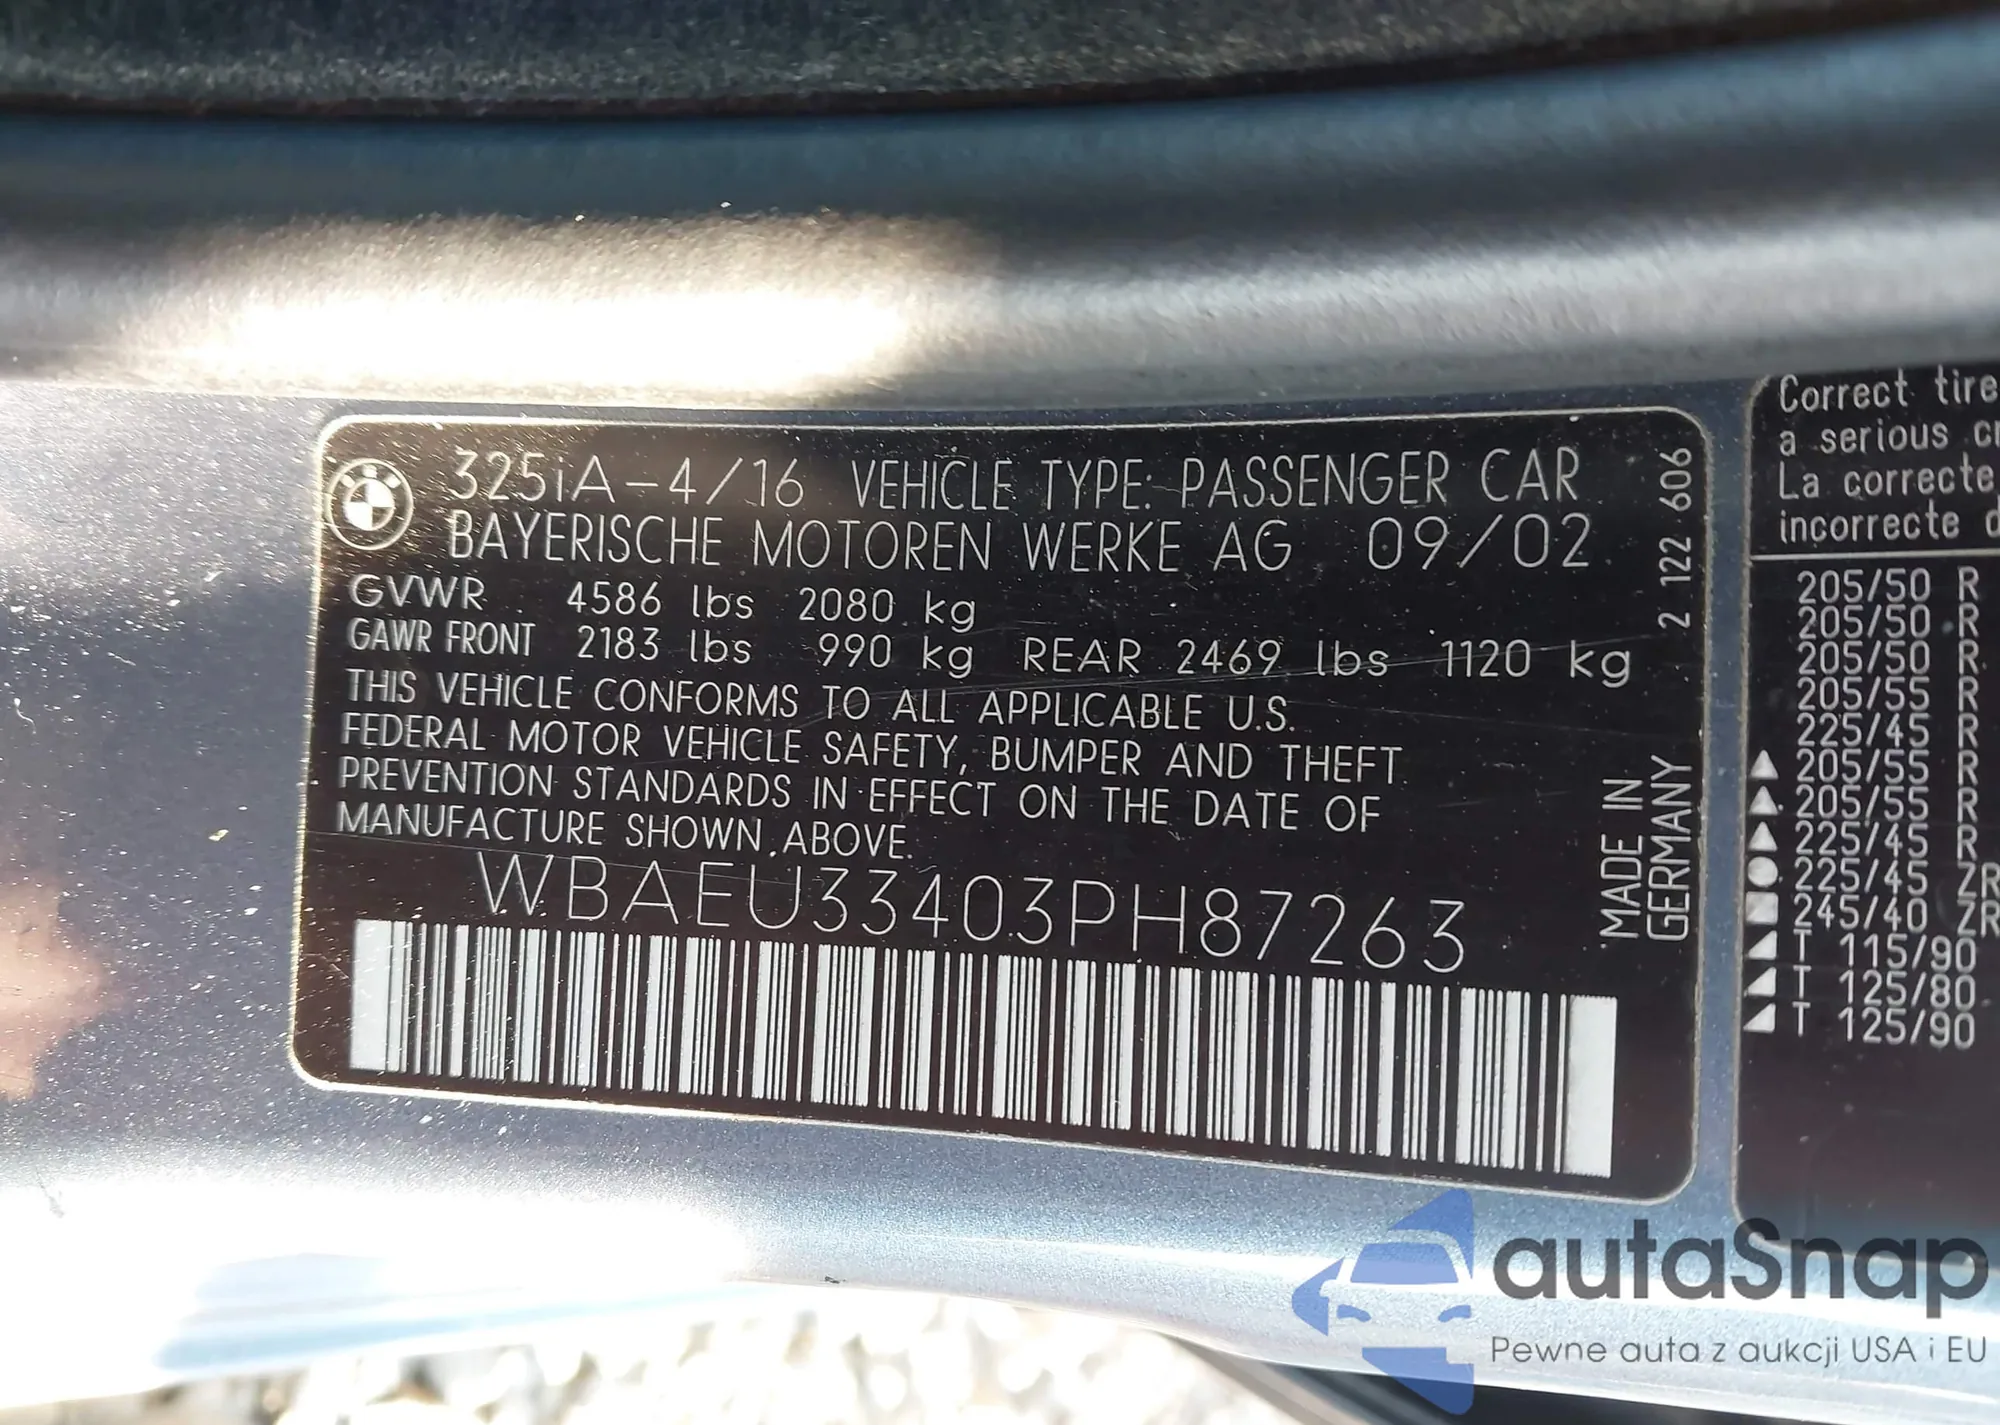 325iA-4/16 VEHICLE TYPE: PASSENGER CAR
BAYERISCHE MOTOREN WERKE AG 09/02
GVWR 4586 lbs 2080 kg
GAWR FRONT 2183 lbs 990 kg REAR 2469 lbs 1120 kg
THIS VEHICLE CONFORMS TO ALL APPLICABLE U.S.
FEDERAL MOTOR VEHICLE SAFETY, BUMPER AND THEFT
PREVENTION STANDARDS IN EFFECT ON THE DATE OF
MANUFACTURE SHOWN ABOVE.
WBAEU33403PH87263
2 122 606
MADE IN
GERMANY
Correct tire
a serious cr
La correcte
incorrecte d
205/50 R
205/50 R
205/50 R
205/55 R
225/45 R
205/55 R
205/55 R
225/45 R
225/45 ZR
245/40 ZR
T 115/90
T 125/80
T 125/90
autaSnap
Pewne auta z aukcji USA i EU